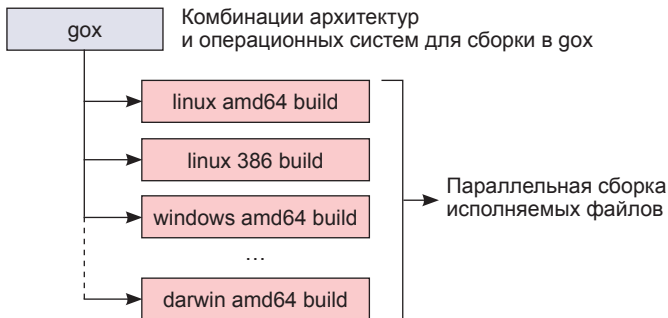 gox
Комбинации архитектур
и операционных систем для сборки в gox
linux amd64 build
linux 386 build
windows amd64 build
...
darwin amd64 build
Параллельная сборка
исполняемых файлов